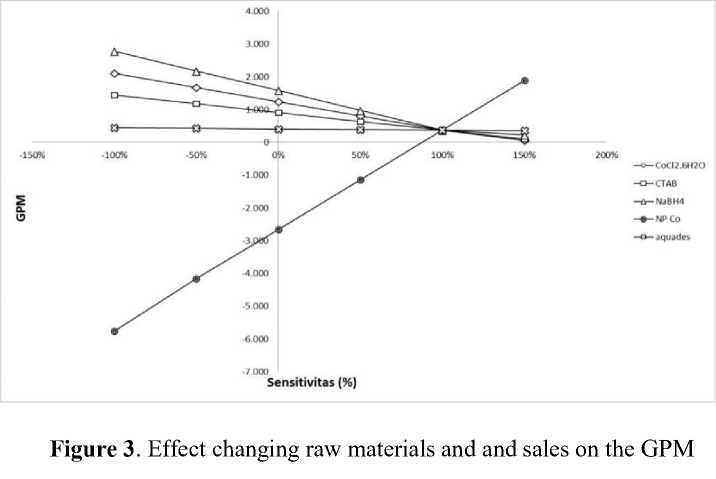 4.000
3.000
2.000
1.000
0
-1.000
-2.000
-3.000
-4.000
-5.000
-6.000
-7.000
-150% -100% -50% 0% 50% 100% 150% 200%
GPM
Sensitivitas (%)
CoCl2.6H2O
CTAB
NaBH4
NP Co
aquades
Figure 3. Effect changing raw materials and and sales on the GPM